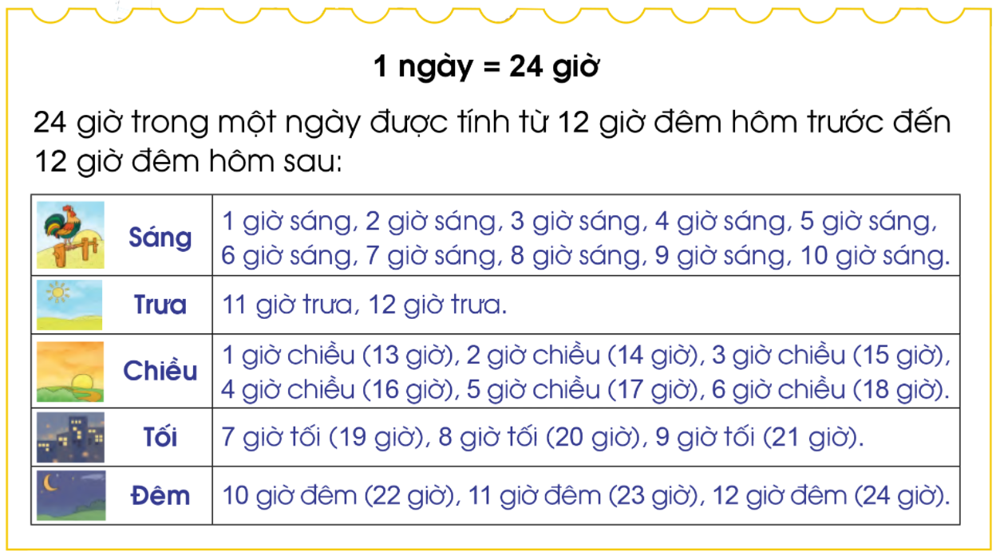 1 ngày = 24 giờ
24 giờ trong một ngày được tính từ 12 giờ đêm hôm trước đến
12 giờ đêm hôm sau:
Sáng
1 giờ sáng, 2 giờ sáng, 3 giờ sáng, 4 giờ sáng, 5 giờ sáng,
6 giờ sáng, 7 giờ sáng, 8 giờ sáng, 9 giờ sáng, 10 giờ sáng.
Trưa
11 giờ trưa, 12 giờ trưa.
Chiều
1 giờ chiều (13 giờ), 2 giờ chiều (14 giờ), 3 giờ chiều (15 giờ),
4 giờ chiều (16 giờ), 5 giờ chiều (17 giờ), 6 giờ chiều (18 giờ).
Tối
7 giờ tối (19 giờ), 8 giờ tối (20 giờ), 9 giờ tối (21 giờ).
Đêm
10 giờ đêm (22 giờ), 11 giờ đêm (23 giờ), 12 giờ đêm (24 giờ).